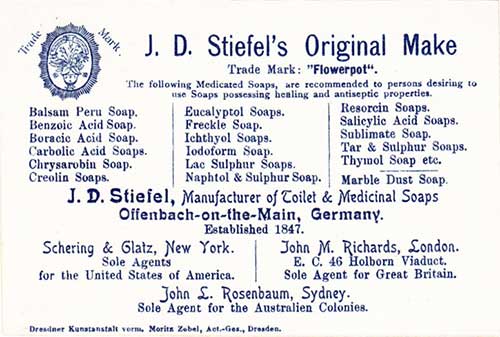 Trade Mark.
J. D. Stiefel's Original Make
Trade Mark: "Flowerpot".
The following Medicated Soaps, are recommended to persons desiring to
use Soaps possessing healing and antiseptic properties.
Balsam Peru Soap.
Benzoic Acid Soap.
Boracic Acid Soap.
Carbolic Acid Soaps.
Chrysarobin Soap.
Creolin Soaps.
Eucalyptol Soaps.
Freckle Soap.
Ichthyol Soaps.
Iodoform Soap.
Lac Sulphur Soaps.
Naphtol & Sulphur Soap.
Resorcin Soaps.
Salicylic Acid Soaps.
Sublimate Soap.
Tar & Sulphur Soaps.
Thymol Soap etc.
Marble Dust Soap.
J. D. Stiefel, Manufacturer of Toilet & Medicinal Soaps
Offenbach-on-the-Main, Germany.
Established 1847.
Schering & Glatz, New York.
Sole Agents
for the United States of America.
John M. Richards, London.
E. C. 46 Holborn Viaduct.
Sole Agent for Great Britain.
John L. Rosenbaum, Sydney.
Sole Agent for the Australien Colonies.
Dresdner Kunstanstalt vorm. Moritz Zobel, Act.-Ges., Dresden.